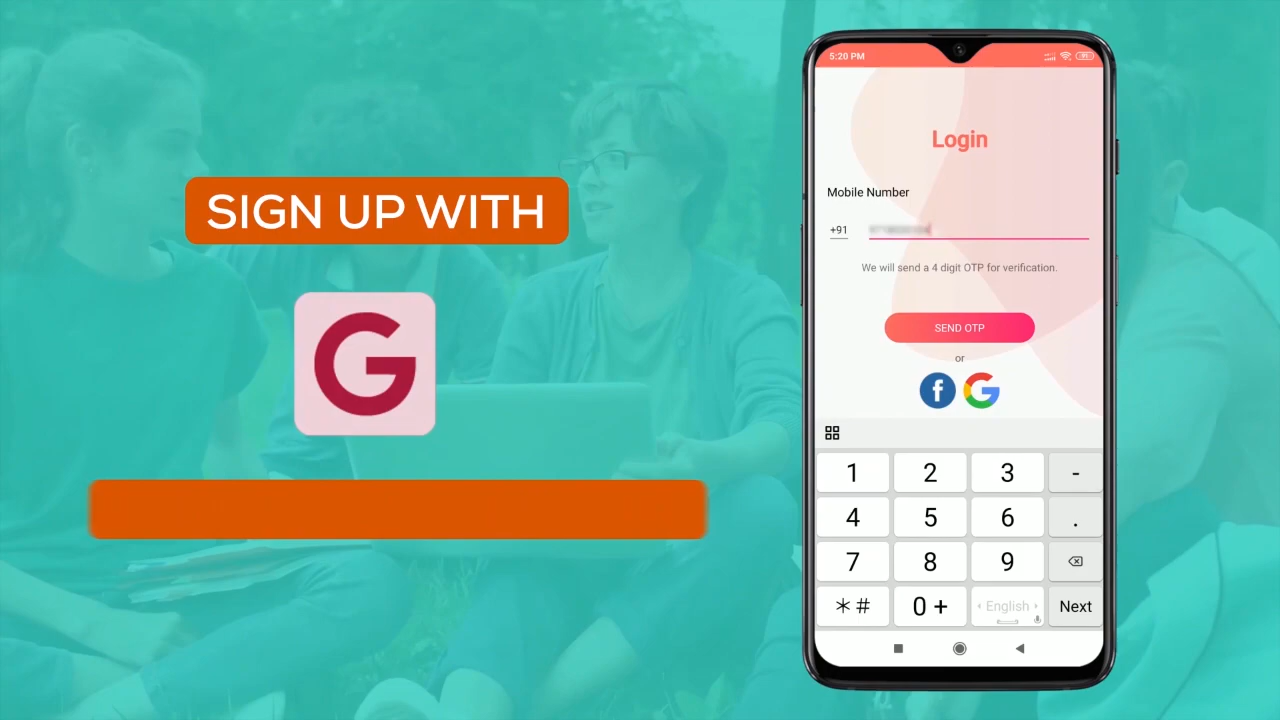 SIGN UP WITH
G
5:20 PM
Login
Mobile Number
+91
We will send a 4 digit OTP for verification.
SEND OTP
or
f G
1 2 3 -
4 5 6 .
7 8 9
*# 0 + English Next